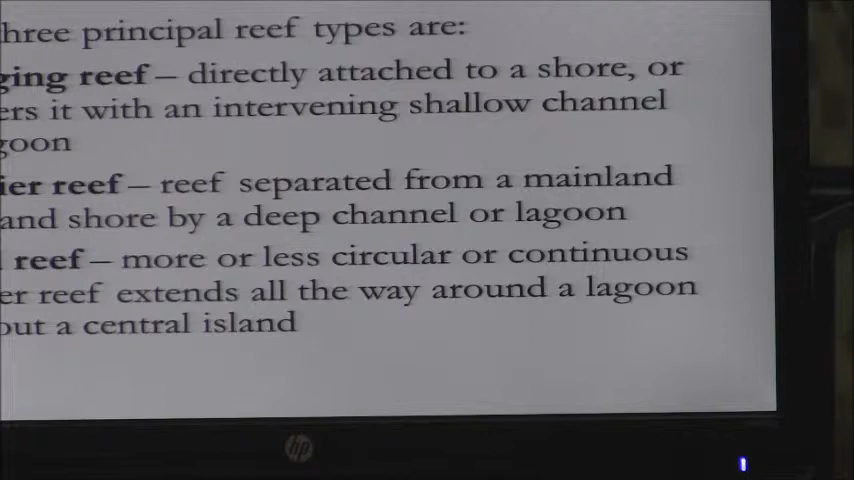 hree principal reef types are:
ging reef – directly attached to a shore, or
ers it with an intervening shallow channel
goon
ier reef – reef separated from a mainland
and shore by a deep channel or lagoon
reef – more or less circular or continuous
er reef extends all the way around a lagoon
out a central island
hp